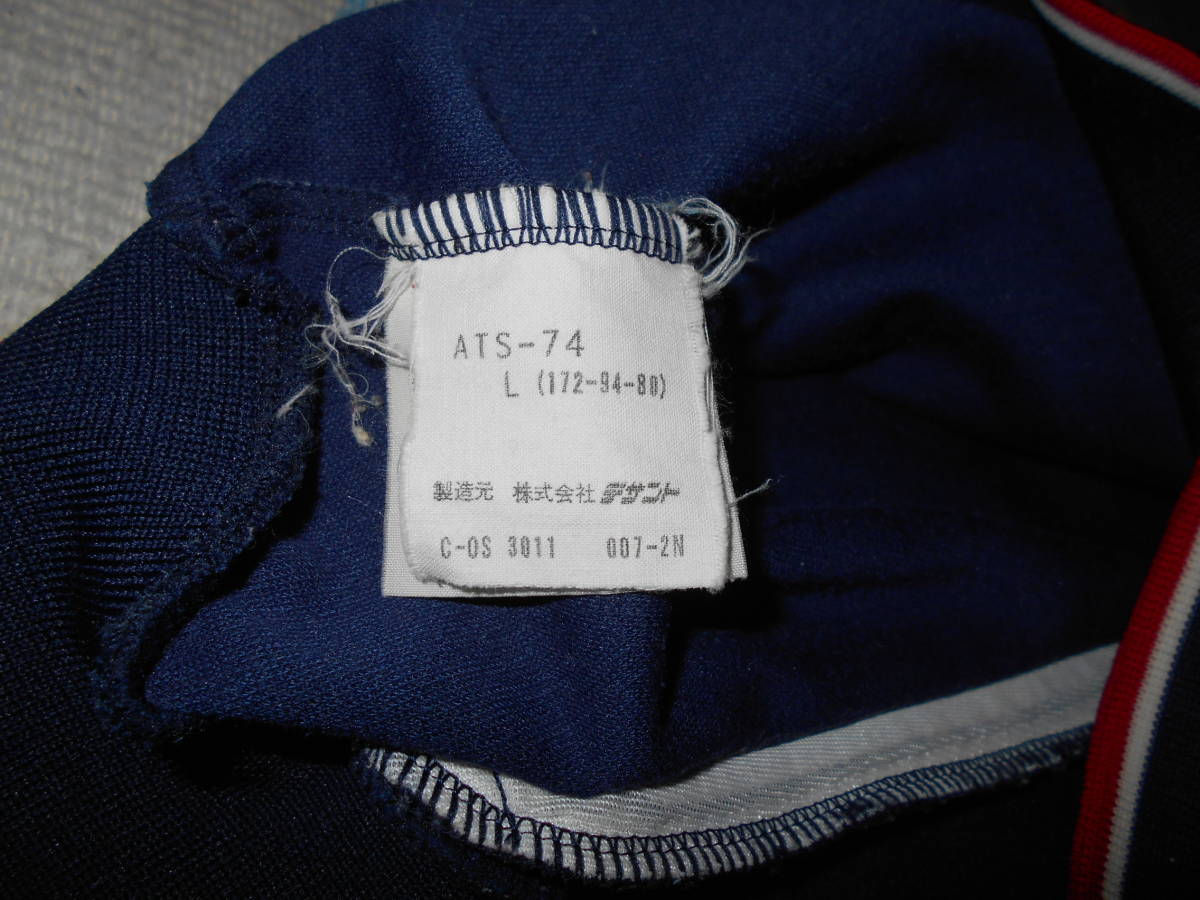 ATS-74
L (172-94-80)
製造元 株式会社 デサント
C-OS 3011 007-2N